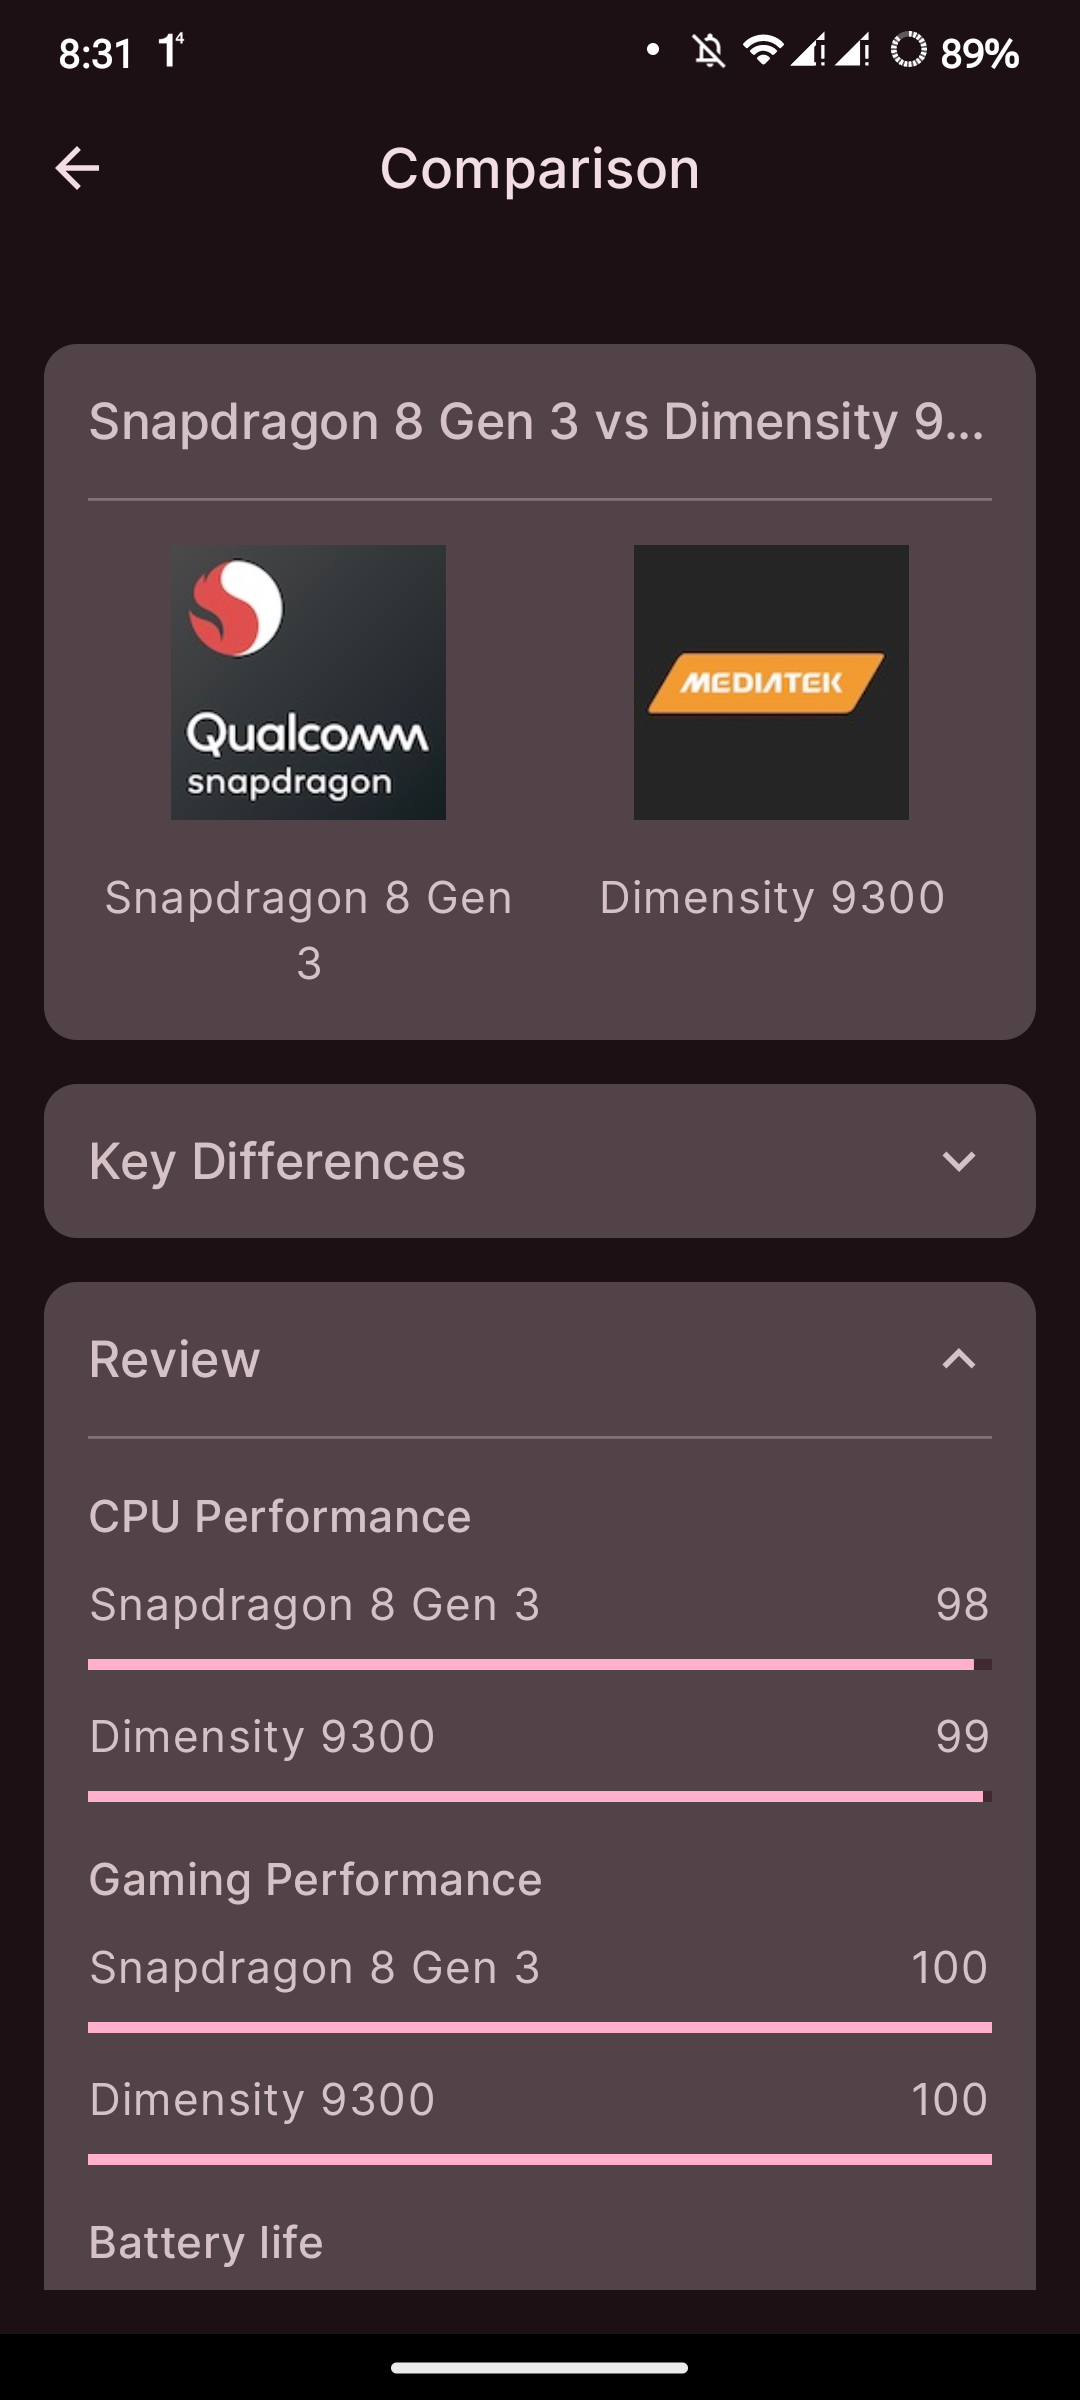 8:31 1⁴ 89%
Comparison
Snapdragon 8 Gen 3 vs Dimensity 9...
Qualcomm
snapdragon
MEDIATEK
Snapdragon 8 Gen
3
Dimensity 9300
Key Differences
Review
CPU Performance
Snapdragon 8 Gen 3 98
Dimensity 9300 99
Gaming Performance
Snapdragon 8 Gen 3 100
Dimensity 9300 100
Battery life